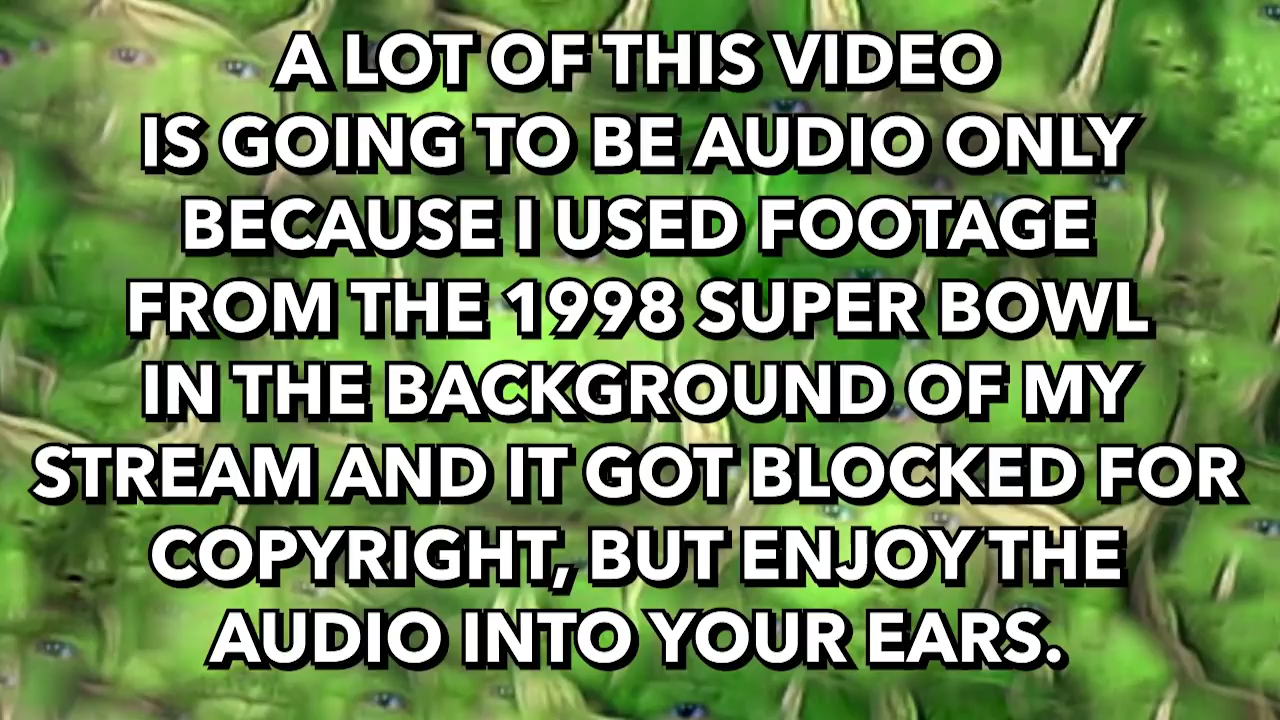 A LOT OF THIS VIDEO
IS GOING TO BE AUDIO ONLY
BECAUSE I USED FOOTAGE
FROM THE 1998 SUPER BOWL
IN THE BACKGROUND OF MY
STREAM AND IT GOT BLOCKED FOR
COPYRIGHT, BUT ENJOY THE
AUDIO INTO YOUR EARS.